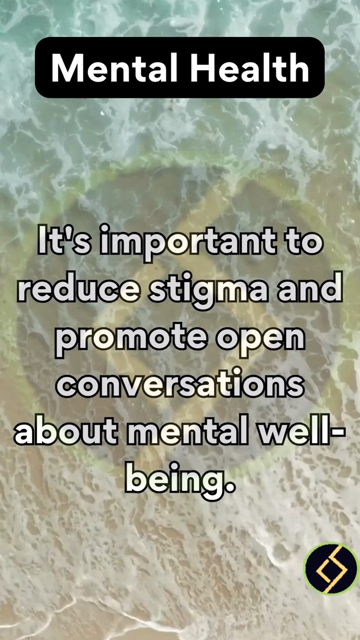 Mental Health
It's important to
reduce stigma and
promote open
conversations
about mental well-
being.